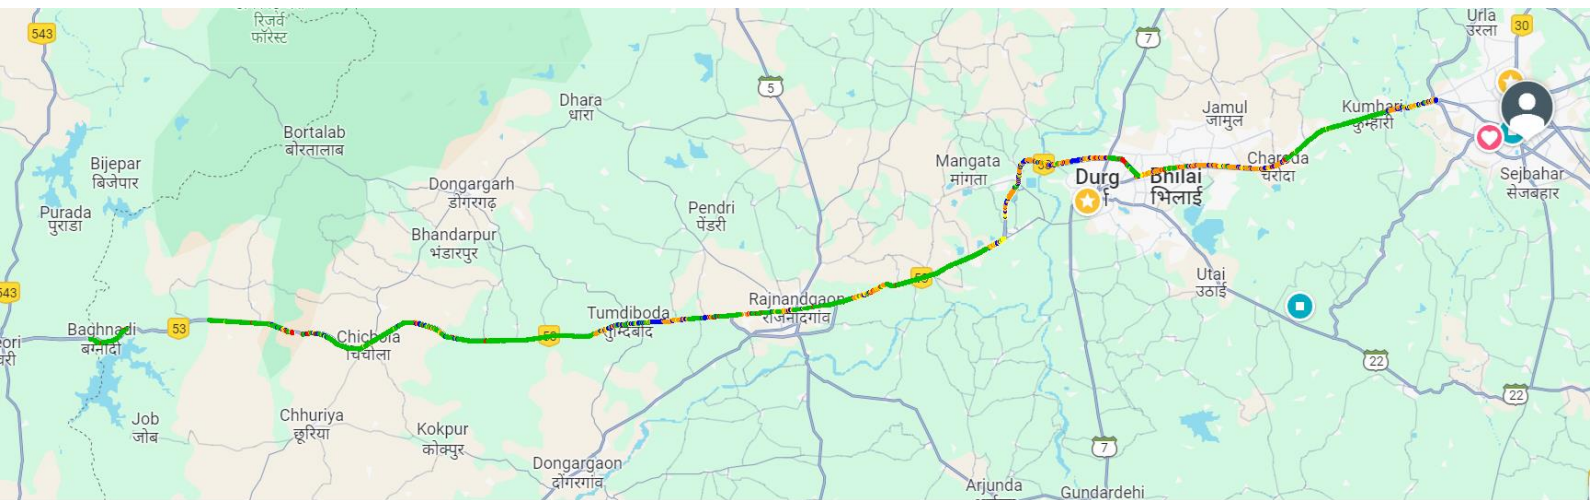 रिजर्व
फॉरेस्ट
543
Urla
उरला
30
7
5
Dhara
धारा
Jamul
जामुल
Kumhari
कुम्हारी
Bortalab
बोरतालाब
Bijepar
बिजेपार
Mangata
मांगता
Charoda
चरोदा
Durg
Bhilai
भिलाई
Sejbahar
सेजबहार
Dongargarh
डोंगरगढ़
Purada
पुराडा
Pendri
पेंडरी
Bhandarpur
भंडारपुर
Utai
उठाई
543
53
Rajnandgaon
राजनांदगांव
Tumdiboda
तुम्दिबोद
Baghnadi
बाग्नादी
53
Chichola
चिचोला
53
22
22
Job
जोब
Chhuriya
छूरिया
Kokpur
कोकपुर
7
Dongargaon
दोंगरगांव
Arjunda
Gundardehi